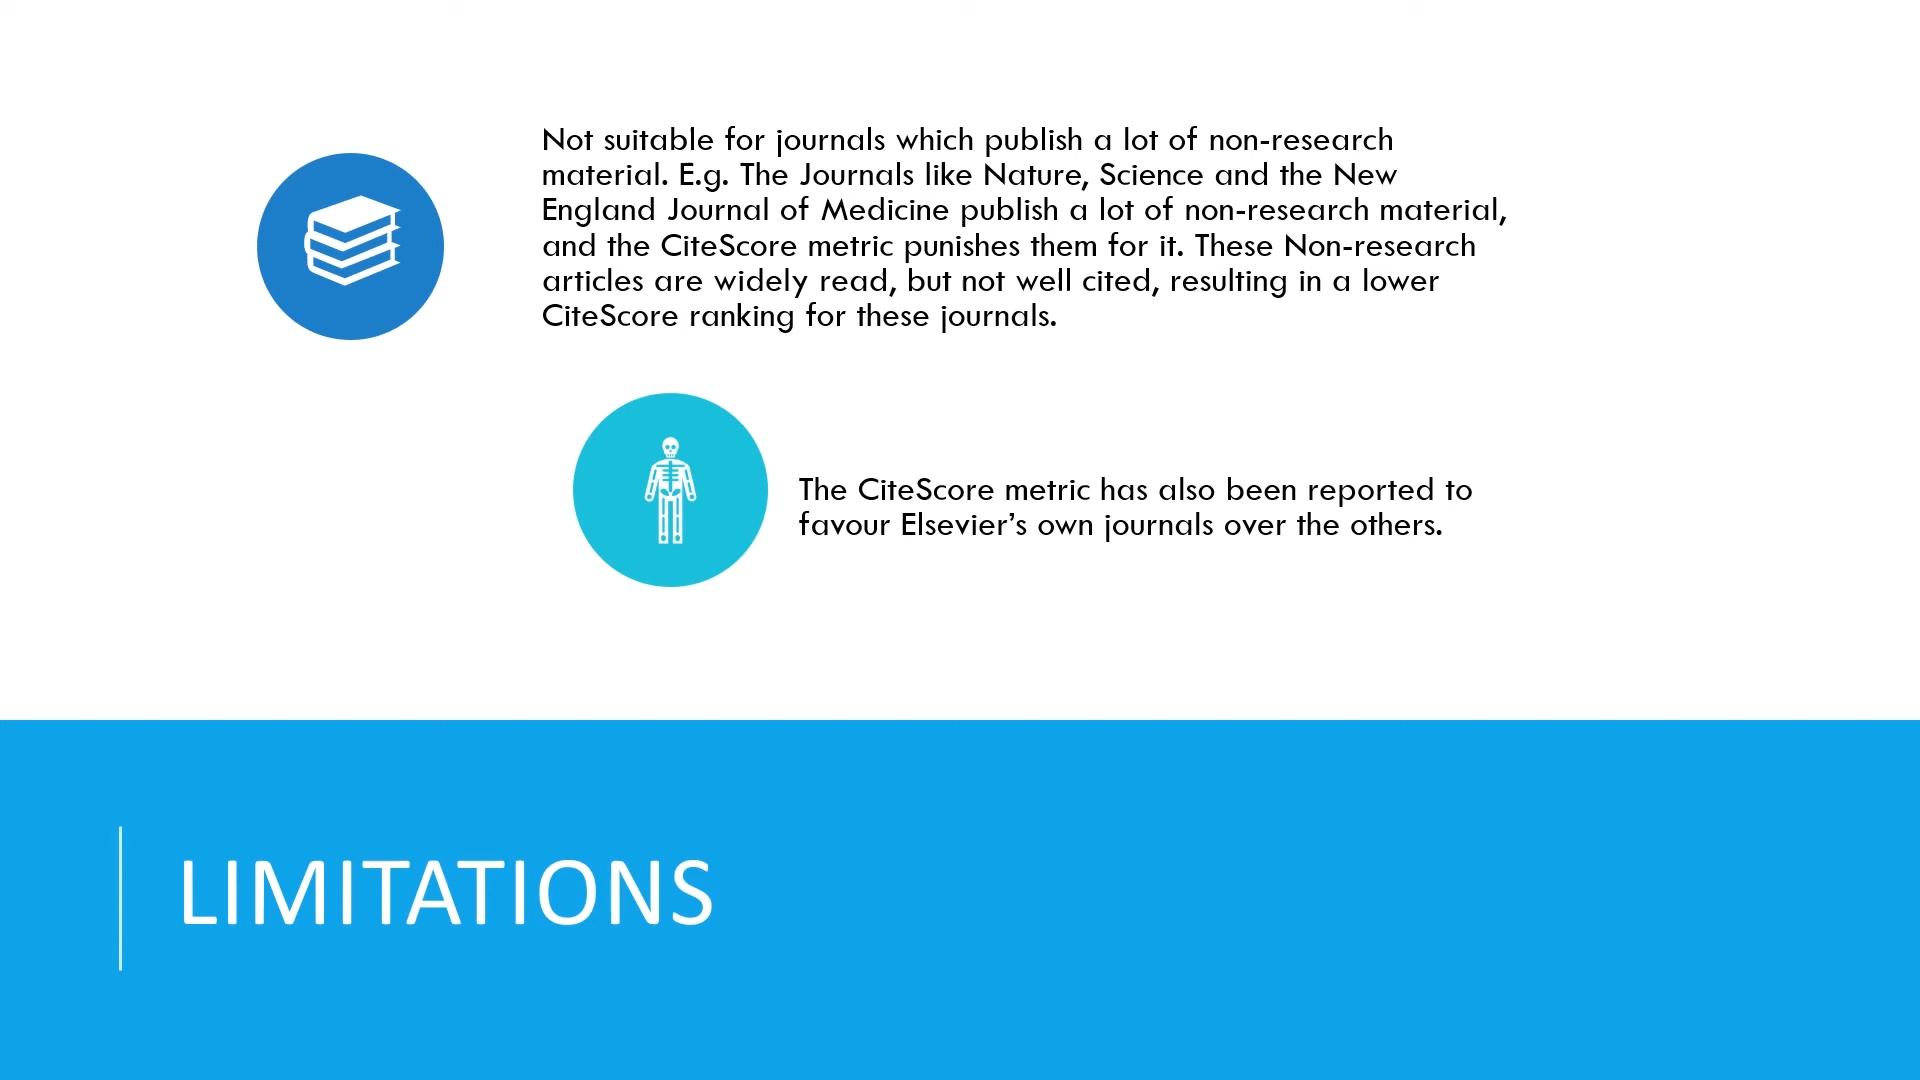 Not suitable for journals which publish a lot of non-research
material. E.g. The Journals like Nature, Science and the New
England Journal of Medicine publish a lot of non-research material,
and the CiteScore metric punishes them for it. These Non-research
articles are widely read, but not well cited, resulting in a lower
CiteScore ranking for these journals.
The CiteScore metric has also been reported to
favour Elsevier’s own journals over the others.
LIMITATIONS